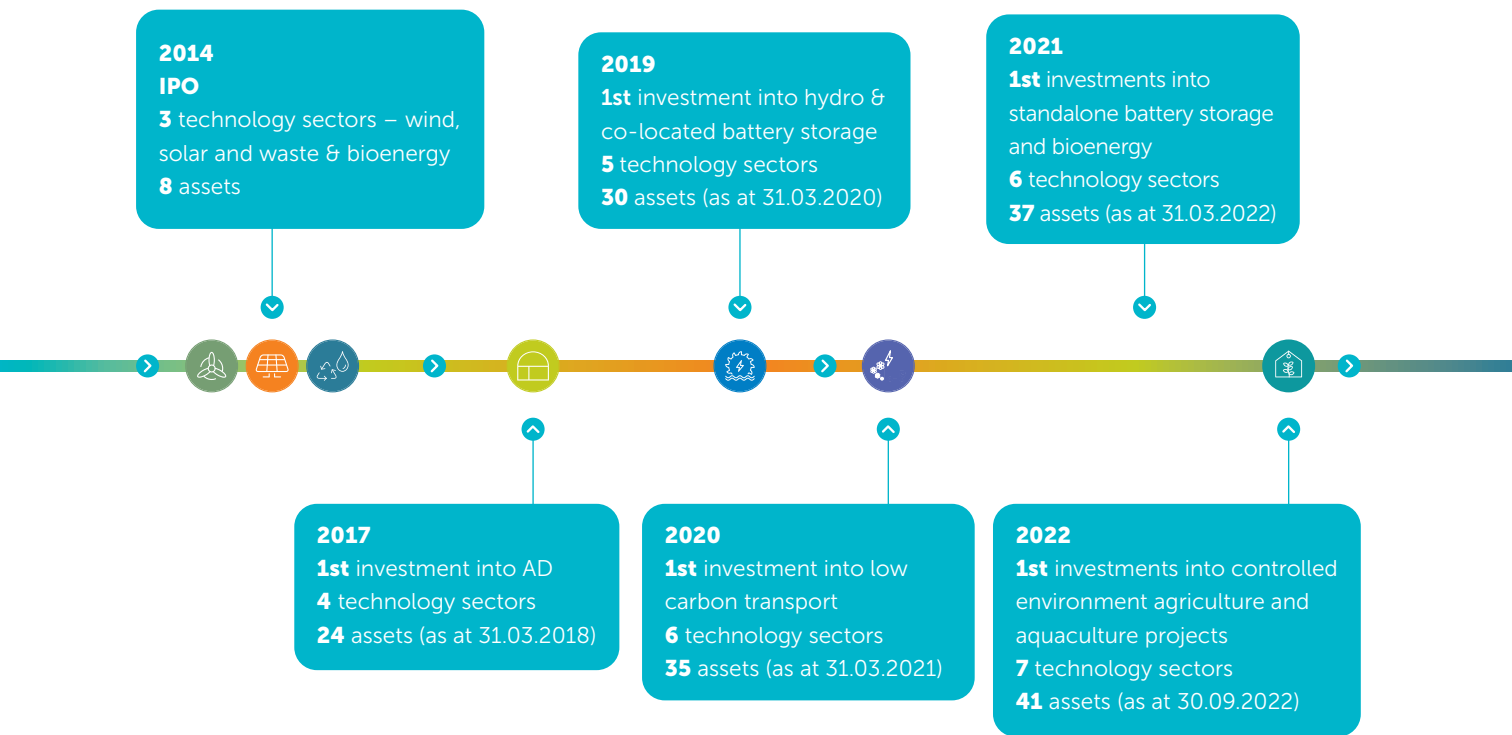 2014
IPO
3 technology sectors – wind,
solar and waste & bioenergy
8 assets
2019
1st investment into hydro &
co-located battery storage
5 technology sectors
30 assets (as at 31.03.2020)
2021
1st investments into
standalone battery storage
and bioenergy
6 technology sectors
37 assets (as at 31.03.2022)
2017
1st investment into AD
4 technology sectors
24 assets (as at 31.03.2018)
2020
1st investment into low
carbon transport
6 technology sectors
35 assets (as at 31.03.2021)
2022
1st investments into controlled
environment agriculture and
aquaculture projects
7 technology sectors
41 assets (as at 30.09.2022)